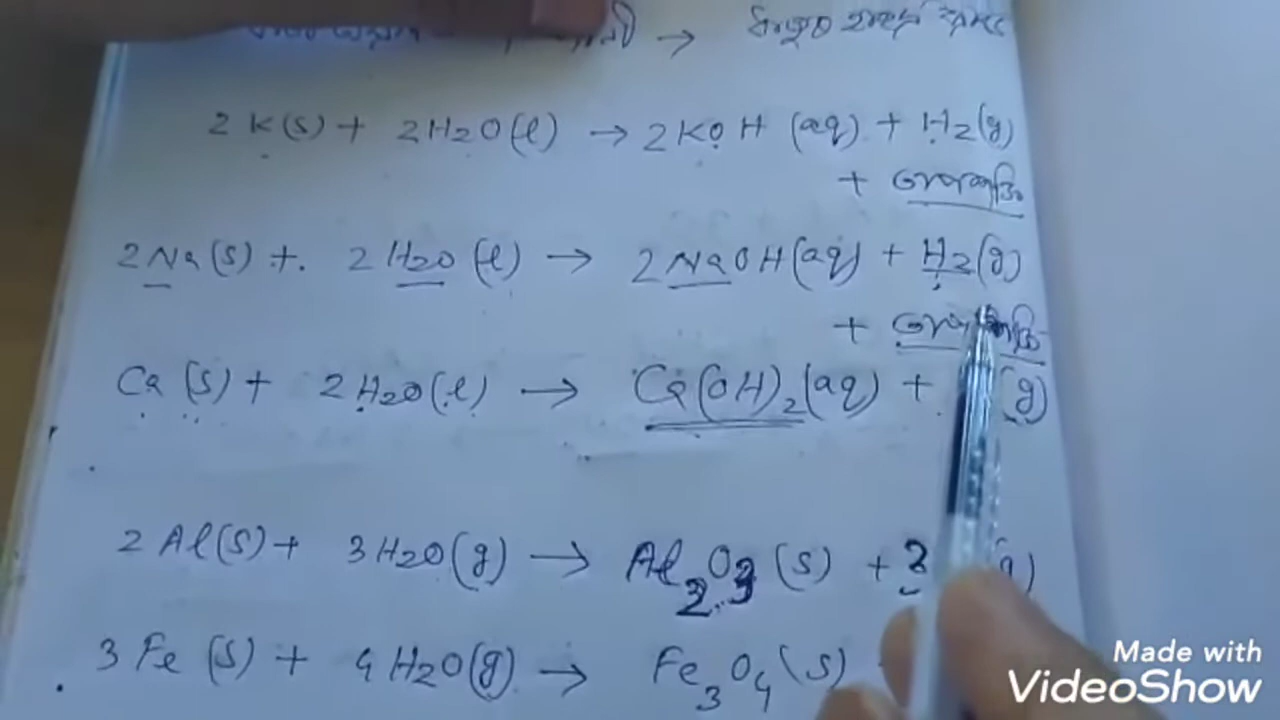 2 K(s) + 2H2O(l) → 2KOH (aq) + H2(g)
+ তাপশক্তি
2Na(s) + 2H2O(l) → 2NaOH(aq) + H2(g)
+
Ca(s) + 2H2O(l) → Ca(OH)2(aq) + (g)
2Al(s) + 3H2O(g) → Al2O3(s) + 3 g)
3Fe(s) + 4H2O(g) → Fe3O4(s)
Made with
VideoShow